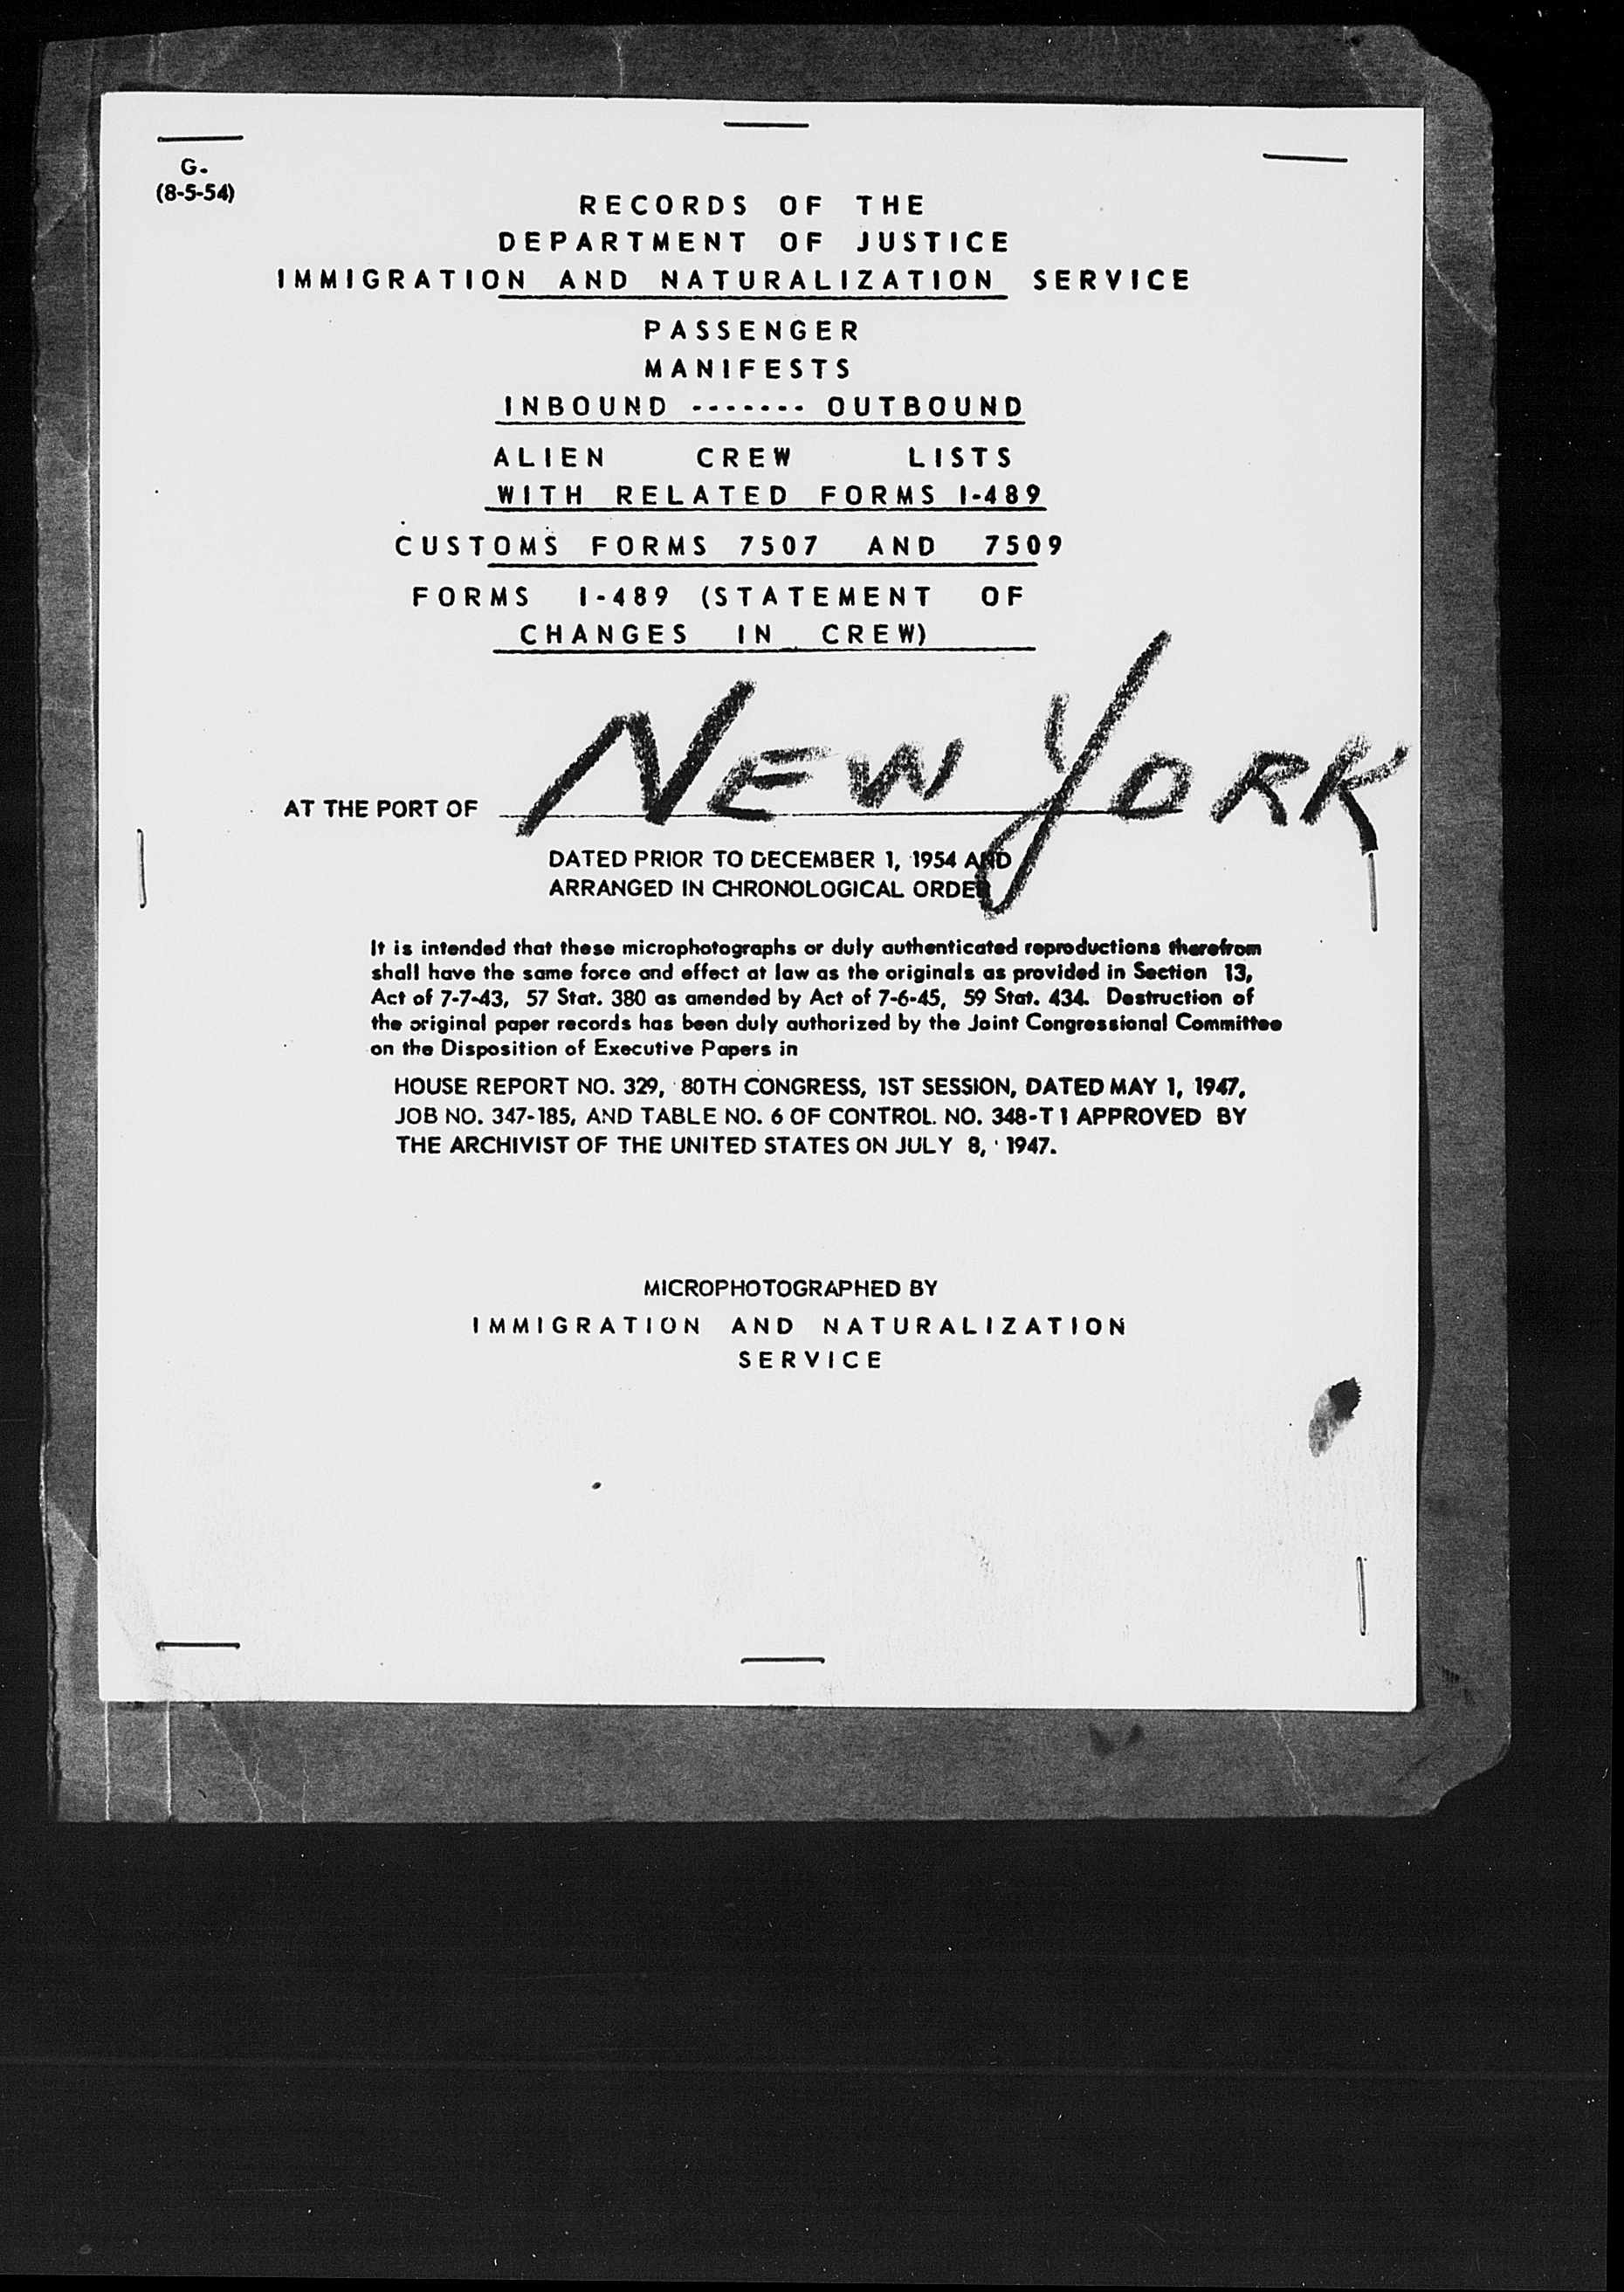 G-
(8-5-54)
RECORDS OF THE
DEPARTMENT OF JUSTICE
IMMIGRATION AND NATURALIZATION SERVICE
PASSENGER
MANIFESTS
INBOUND ------- OUTBOUND
ALIEN CREW LISTS
WITH RELATED FORMS I-489
CUSTOMS FORMS 7507 AND 7509
FORMS I-489 (STATEMENT OF
CHANGES IN CREW)
AT THE PORT OF NEW YORK
DATED PRIOR TO DECEMBER 1, 1954 AND
ARRANGED IN CHRONOLOGICAL ORDER
It is intended that these microphotographs or duly authenticated reproductions therefrom
shall have the same force and effect at law as the originals as provided in Section 13,
Act of 7-7-43, 57 Stat. 380 as amended by Act of 7-6-45, 59 Stat. 434. Destruction of
the original paper records has been duly authorized by the Joint Congressional Committee
on the Disposition of Executive Papers in
HOUSE REPORT NO. 329, 80TH CONGRESS, 1ST SESSION, DATED MAY 1, 1947,
JOB NO. 347-185, AND TABLE NO. 6 OF CONTROL NO. 348-T1 APPROVED BY
THE ARCHIVIST OF THE UNITED STATES ON JULY 8, 1947.
MICROPHOTOGRAPHED BY
IMMIGRATION AND NATURALIZATION
SERVICE